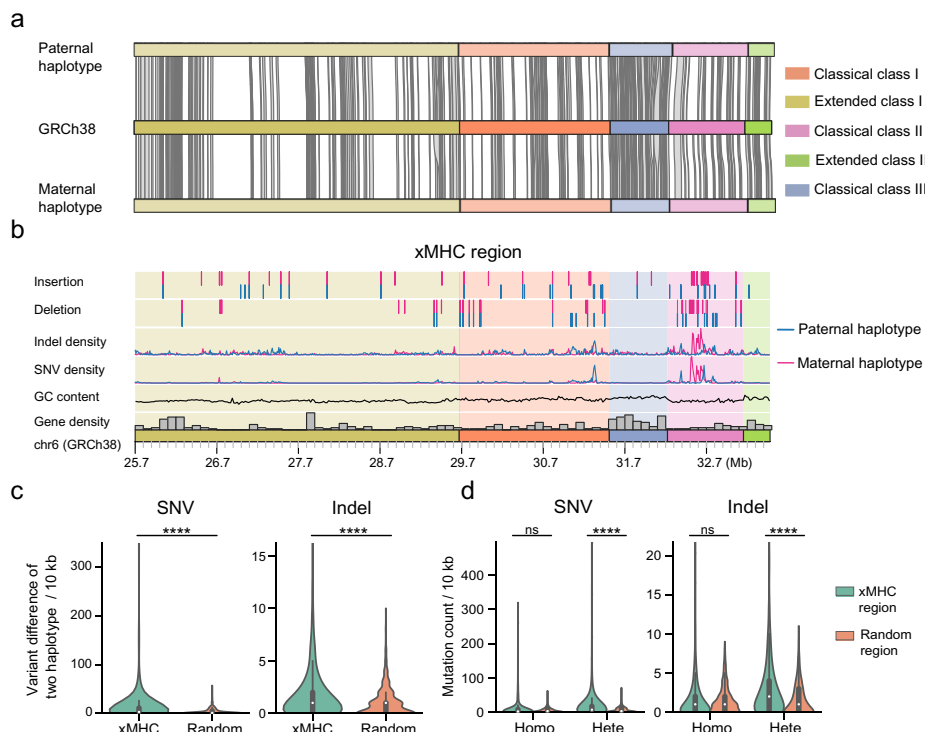 a
Paternal
haplotype
GRCh38
Maternal
haplotype
Classical class I
Extended class I
Classical class II
Extended class II
Classical class III
b
xMHC region
Insertion
Deletion
Indel density
SNV density
GC content
Gene density
chr6 (GRCh38)
25.7 26.7 27.7 28.7 29.7 30.7 31.7 32.7 (Mb)
Paternal haplotype
Maternal haplotype
c
SNV
Indel
****
****
Variant difference of
two haplotype / 10 kb
300
200
100
0
15
10
5
0
xMHC Random
xMHC Random
d
SNV
Indel
ns
****
ns
****
Mutation count / 10 kb
400
300
200
100
0
20
15
10
5
0
Homo Hete
Homo Hete
xMHC
region
Random
region